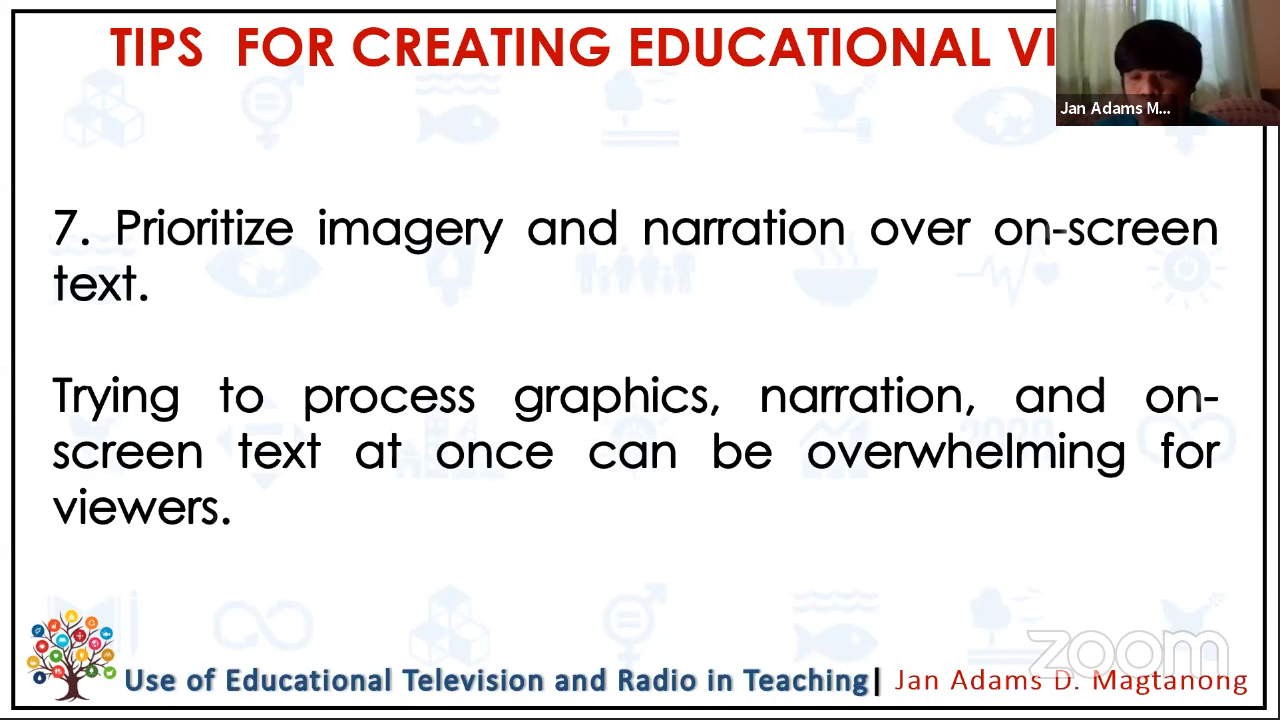 TIPS FOR CREATING EDUCATIONAL VI
Jan Adams M...
7. Prioritize imagery and narration over on-screen
text.
Trying to process graphics, narration, and on-
screen text at once can be overwhelming for
viewers.
zoom
Use of Educational Television and Radio in Teaching| Jan Adams D. Magtanong